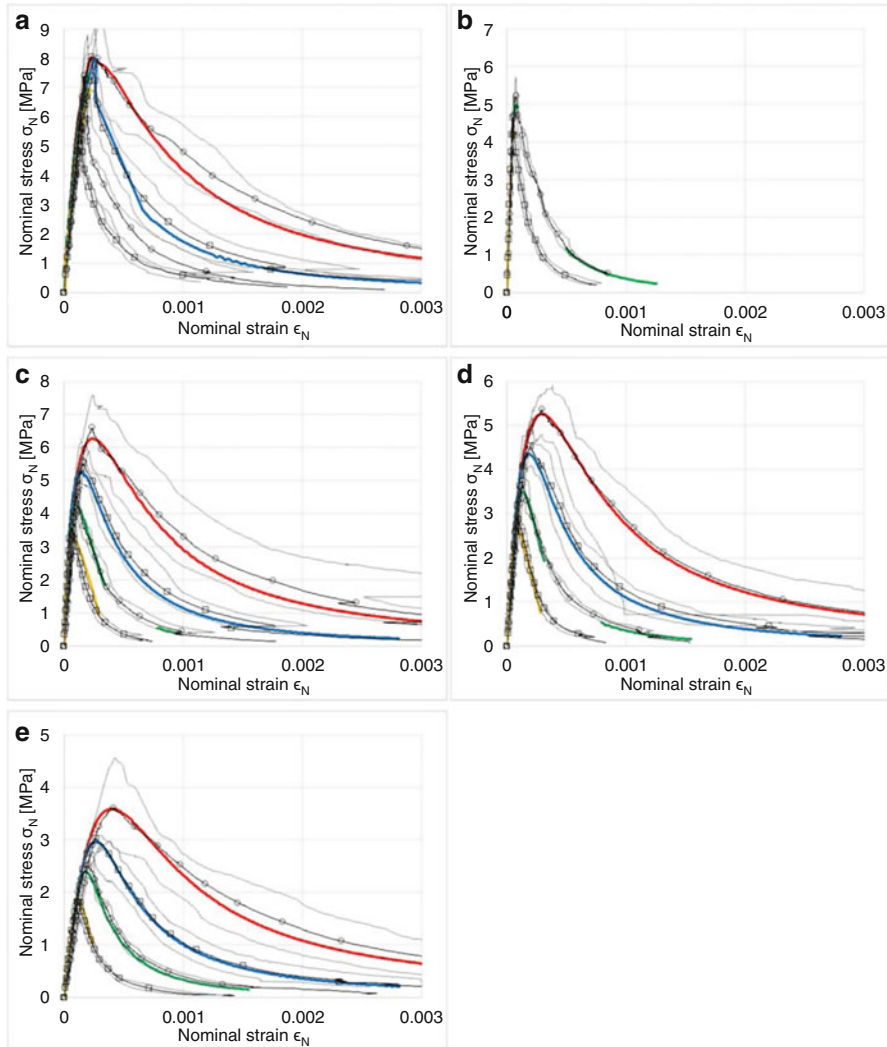 a
Nominal stress σN [MPa]
9
8
7
6
5
4
3
2
1
0
0 0.001 0.002 0.003
Nominal strain ϵN
b
Nominal stress σN [MPa]
7
6
5
4
3
2
1
0
0 0.001 0.002 0.003
Nominal strain ϵN
c
Nominal stress σN [MPa]
8
7
6
5
4
3
2
1
0
0 0.001 0.002 0.003
Nominal strain ϵN
d
Nominal stress σN [MPa]
6
5
4
3
2
1
0
0 0.001 0.002 0.003
Nominal strain ϵN
e
Nominal stress σN [MPa]
5
4
3
2
1
0
0 0.001 0.002 0.003
Nominal strain ϵN